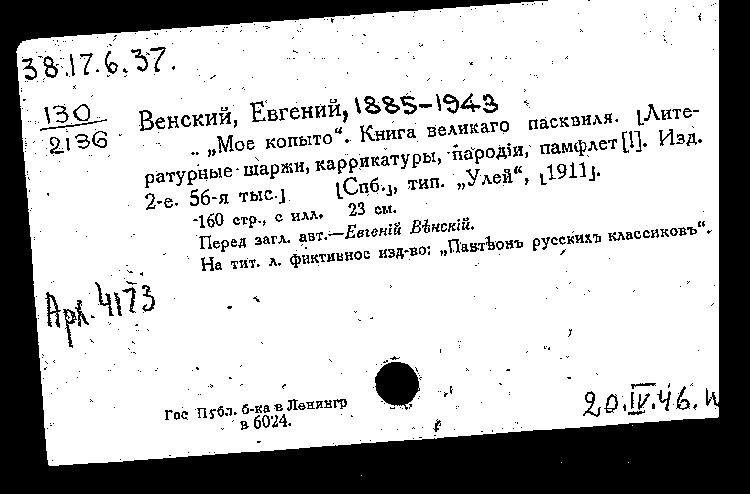 38.17.6.37.
130
2136
Венский, Евгений, 1885-1943
.. „Мое копыто“. Книга великаго пасквиля. [Лите-
ратурные шаржи, каррикатуры, пародіи, памфлет[!]. Изд.
2-е. 56-я тыс.] [Спб.], тип. „Улей“, [1911].
160 стр., с илл. 23 см.
Перед загл. авт.—Евгеній Вѣнскій.
На тит. л. фиктивное изд-во: „Пантѣонъ русскихъ классиковъ“.
Арх. 4173
Гос Публ. б-ка в Ленингр
в 6024.
20.IV.46.